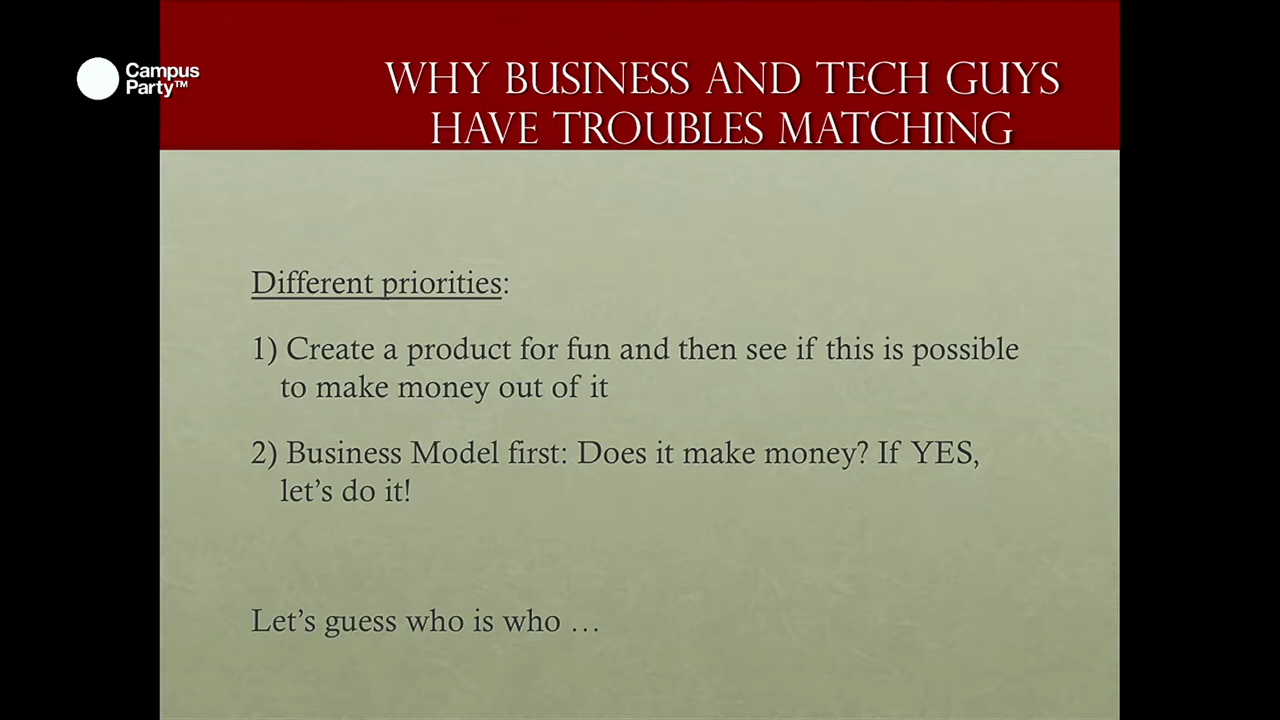 Campus
Party™
WHY BUSINESS AND TECH GUYS
HAVE TROUBLES MATCHING
Different priorities:
1) Create a product for fun and then see if this is possible
to make money out of it
2) Business Model first: Does it make money? If YES,
let's do it!
Let's guess who is who …